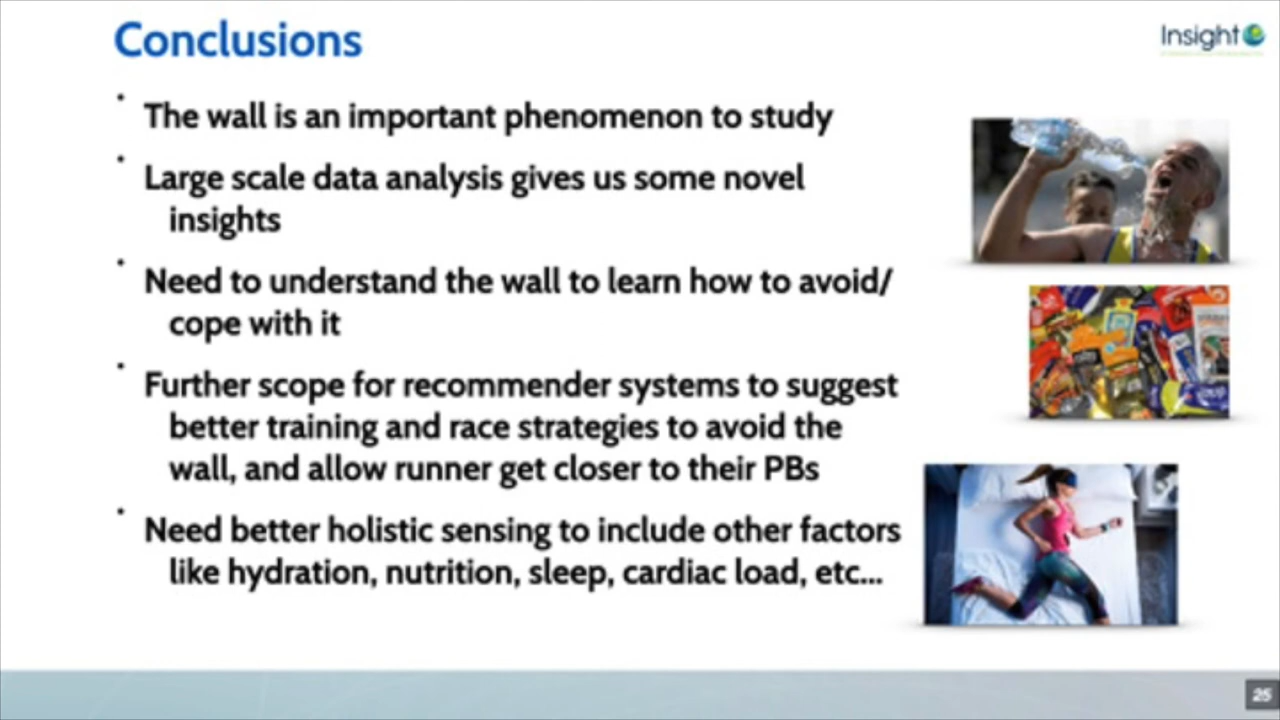 Conclusions
Insight
• The wall is an important phenomenon to study
• Large scale data analysis gives us some novel
insights
• Need to understand the wall to learn how to avoid/
cope with it
• Further scope for recommender systems to suggest
better training and race strategies to avoid the
wall, and allow runner get closer to their PBs
• Need better holistic sensing to include other factors
like hydration, nutrition, sleep, cardiac load, etc...
25